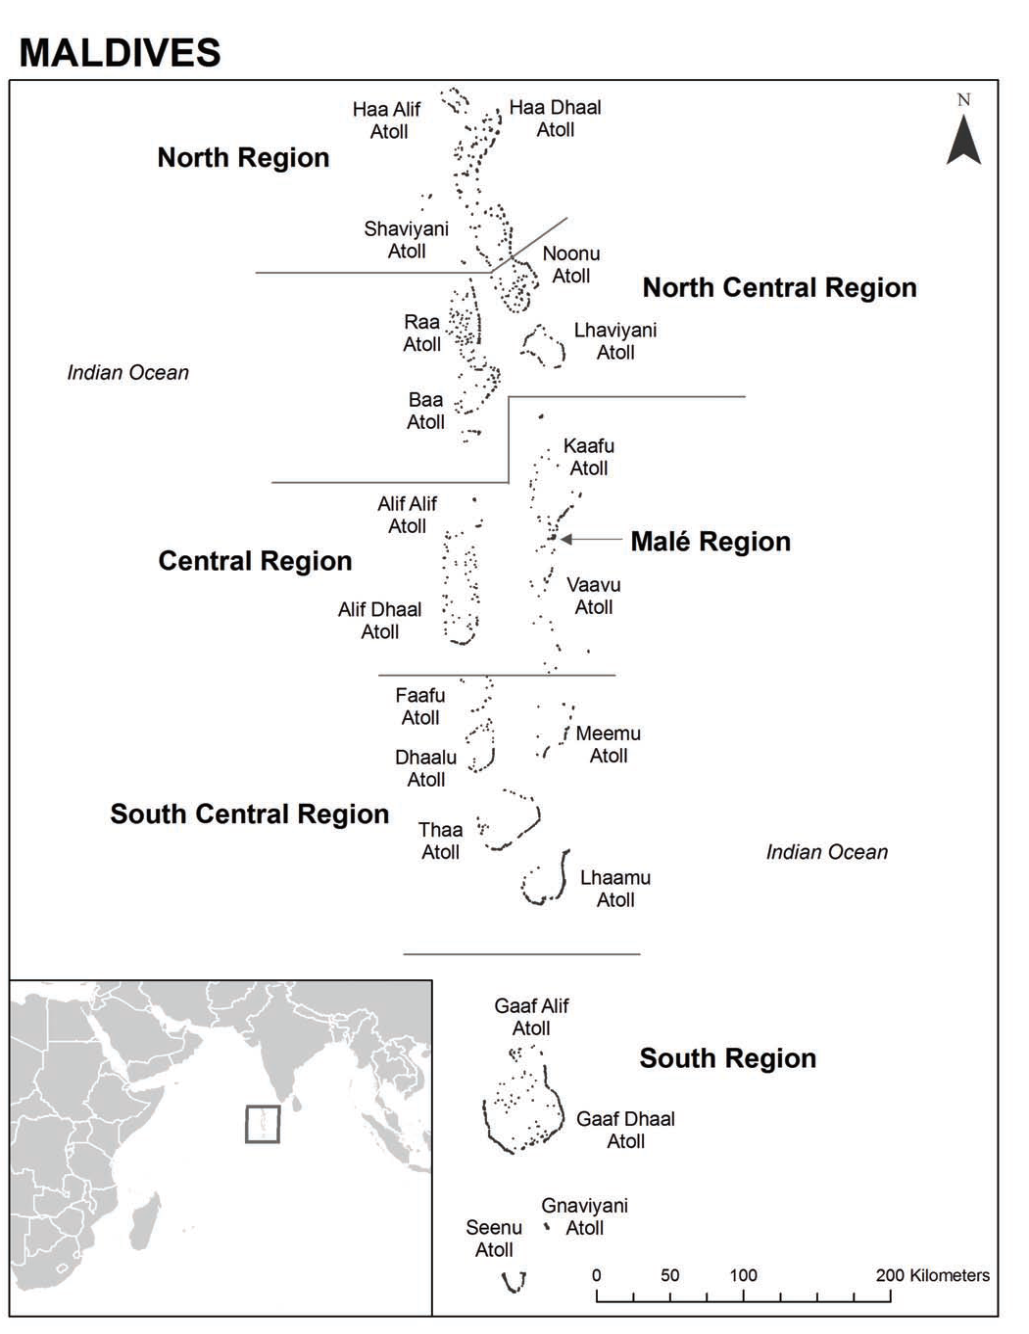 MALDIVES
N
Haa Alif
Atoll
Haa Dhaal
Atoll
North Region
Shaviyani
Atoll
Noonu
Atoll
North Central Region
Raa
Atoll
Lhaviyani
Atoll
Indian Ocean
Baa
Atoll
Kaafu
Atoll
Alif Alif
Atoll
Malé Region
Central Region
Vaavu
Atoll
Alif Dhaal
Atoll
Faafu
Atoll
Meemu
Atoll
Dhaalu
Atoll
South Central Region
Thaa
Atoll
Indian Ocean
Lhaamu
Atoll
Gaaf Alif
Atoll
South Region
Gaaf Dhaal
Atoll
Gnaviyani
Atoll
Seenu
Atoll
0 50 100 200 Kilometers